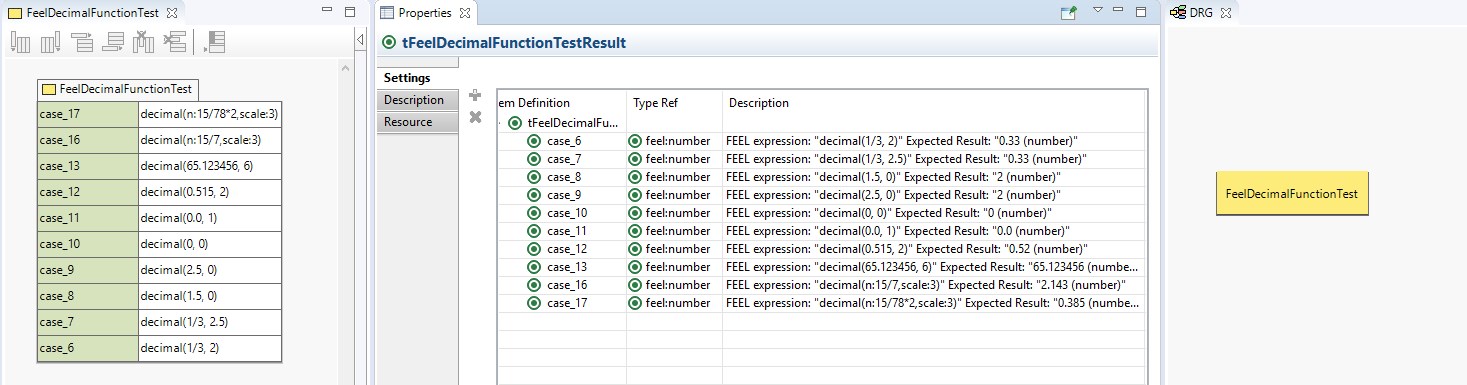 FeelDecimalFunctionTest
FeelDecimalFunctionTest
case_17 decimal(n:15/78*2,scale:3)
case_16 decimal(n:15/7,scale:3)
case_13 decimal(65.123456, 6)
case_12 decimal(0.515, 2)
case_11 decimal(0.0, 1)
case_10 decimal(0, 0)
case_9 decimal(2.5, 0)
case_8 decimal(1.5, 0)
case_7 decimal(1/3, 2.5)
case_6 decimal(1/3, 2)
Properties
tFeelDecimalFunctionTestResult
Settings
Description
Resource
em Definition Type Ref Description
tFeelDecimalFu...
case_6 feel:number FEEL expression: "decimal(1/3, 2)" Expected Result: "0.33 (number)"
case_7 feel:number FEEL expression: "decimal(1/3, 2.5)" Expected Result: "0.33 (number)"
case_8 feel:number FEEL expression: "decimal(1.5, 0)" Expected Result: "2 (number)"
case_9 feel:number FEEL expression: "decimal(2.5, 0)" Expected Result: "2 (number)"
case_10 feel:number FEEL expression: "decimal(0, 0)" Expected Result: "0 (number)"
case_11 feel:number FEEL expression: "decimal(0.0, 1)" Expected Result: "0.0 (number)"
case_12 feel:number FEEL expression: "decimal(0.515, 2)" Expected Result: "0.52 (number)"
case_13 feel:number FEEL expression: "decimal(65.123456, 6)" Expected Result: "65.123456 (numbe...
case_16 feel:number FEEL expression: "decimal(n:15/7,scale:3)" Expected Result: "2.143 (number)"
case_17 feel:number FEEL expression: "decimal(n:15/78*2,scale:3)" Expected Result: "0.385 (numbe...
DRG
FeelDecimalFunctionTest